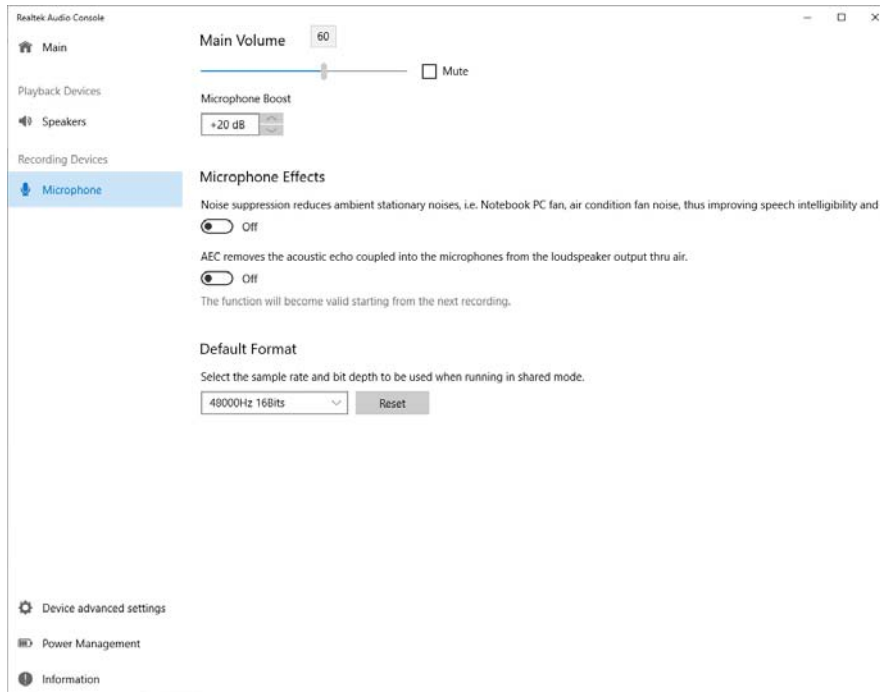 Realtek Audio Console
Main
Playback Devices
Speakers
Recording Devices
Microphone
Device advanced settings
Power Management
Information
Main Volume 60
Mute
Microphone Boost
+20 dB
Microphone Effects
Noise suppression reduces ambient stationary noises, i.e. Notebook PC fan, air condition fan noise, thus improving speech intelligibility and
Off
AEC removes the acoustic echo coupled into the microphones from the loudspeaker output thru air.
Off
The function will become valid starting from the next recording.
Default Format
Select the sample rate and bit depth to be used when running in shared mode.
48000Hz 16Bits Reset